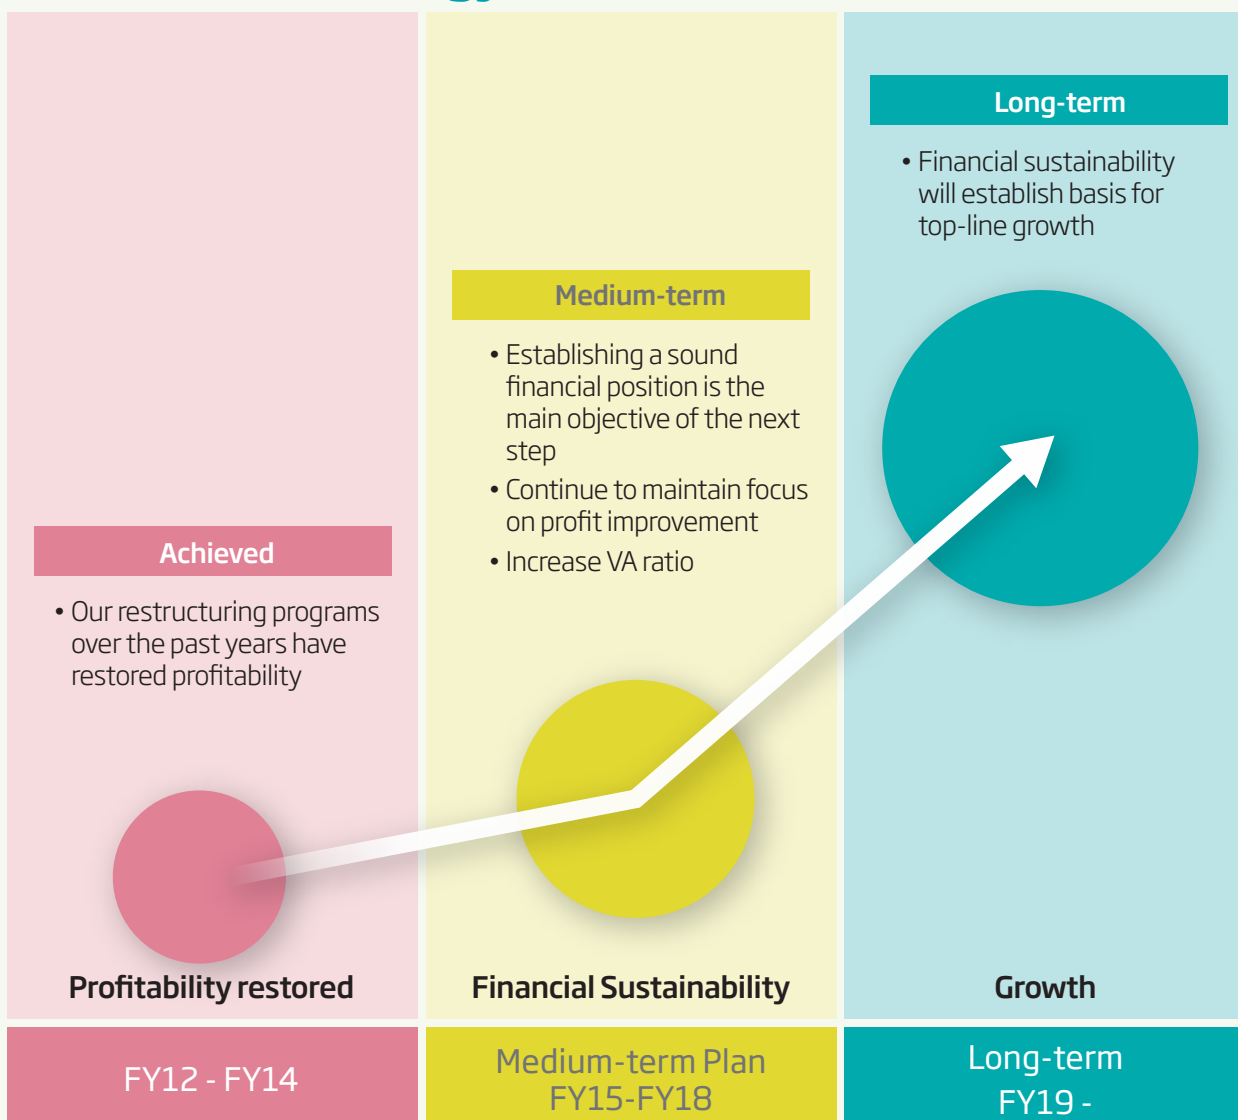 Achieved
• Our restructuring programs
over the past years have
restored profitability
Profitability restored
FY12 - FY14
Medium-term
• Establishing a sound
financial position is the
main objective of the next
step
• Continue to maintain focus
on profit improvement
• Increase VA ratio
Financial Sustainability
Medium-term Plan
FY15-FY18
Long-term
• Financial sustainability
will establish basis for
top-line growth
Growth
Long-term
FY19 -